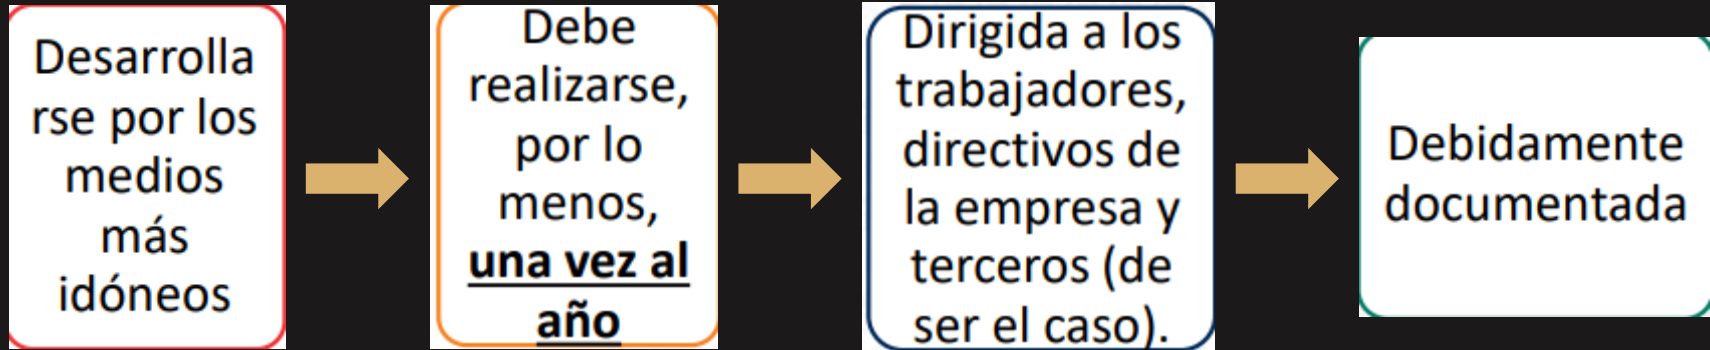 Desarrolla
rse por los
medios
más
idóneos
Debe
realizarse,
por lo
menos,
una vez al
año
Dirigida a los
trabajadores,
directivos de
la empresa y
terceros (de
ser el caso).
Debidamente
documentada